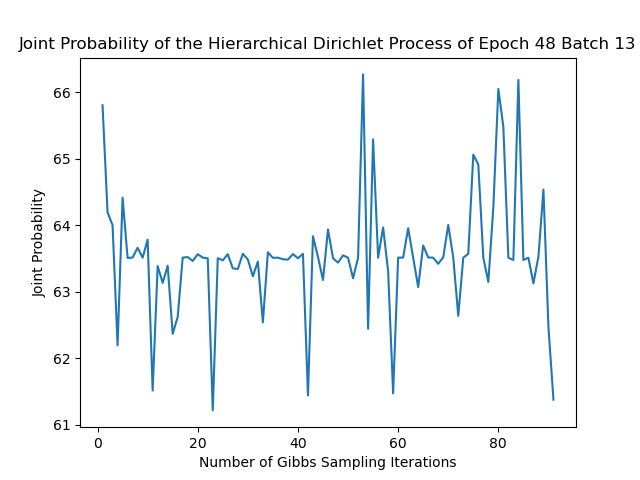 Joint Probability of the Hierarchical Dirichlet Process of Epoch 48 Batch 13
66
65
64
63
62
61
Joint Probability
0 20 40 60 80
Number of Gibbs Sampling Iterations